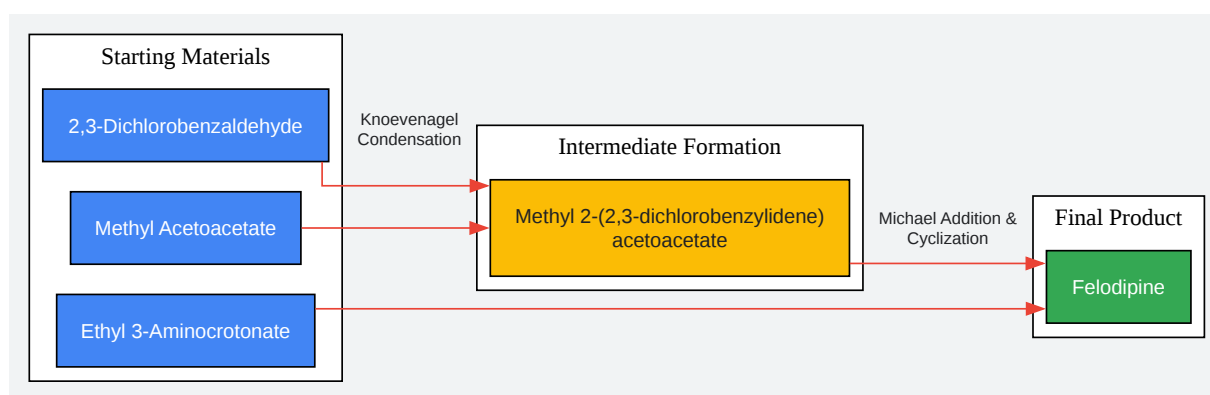 Starting Materials
2,3-Dichlorobenzaldehyde
Methyl Acetoacetate
Ethyl 3-Aminocrotonate
Knoevenagel
Condensation
Intermediate Formation
Methyl 2-(2,3-dichlorobenzylidene)
acetoacetate
Michael Addition &
Cyclization
Final Product
Felodipine